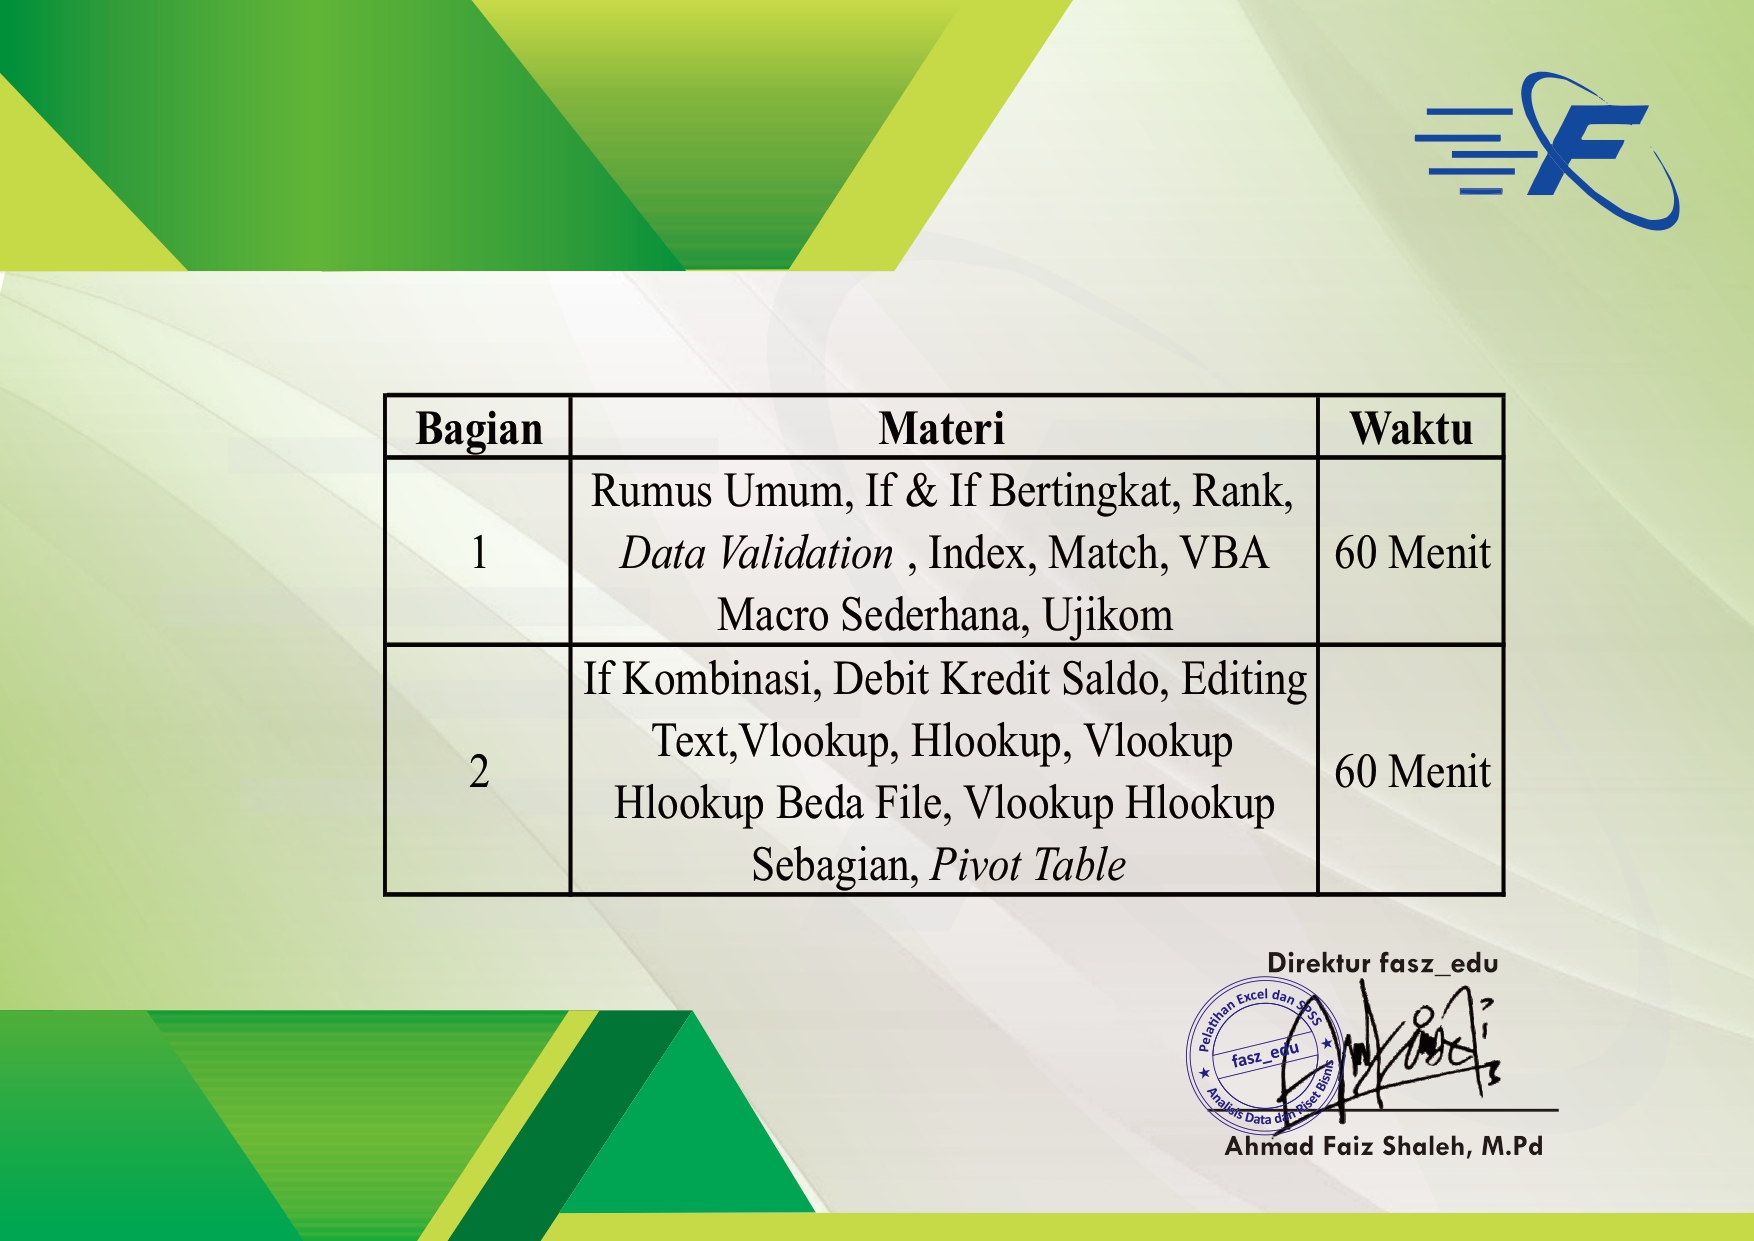 Bagian Materi Waktu
1
Rumus Umum, If & If Bertingkat, Rank,
Data Validation , Index, Match, VBA
Macro Sederhana, Ujikom
60 Menit
2
If Kombinasi, Debit Kredit Saldo, Editing
Text,Vlookup, Hlookup, Vlookup
Hlookup Beda File, Vlookup Hlookup
Sebagian, Pivot Table
60 Menit
Direktur fasz_edu
Pelatihan Excel dan SPSS
fasz_edu
Analisis Data dan Riset Bisnis
Ahmad Faiz Shaleh, M.Pd
F